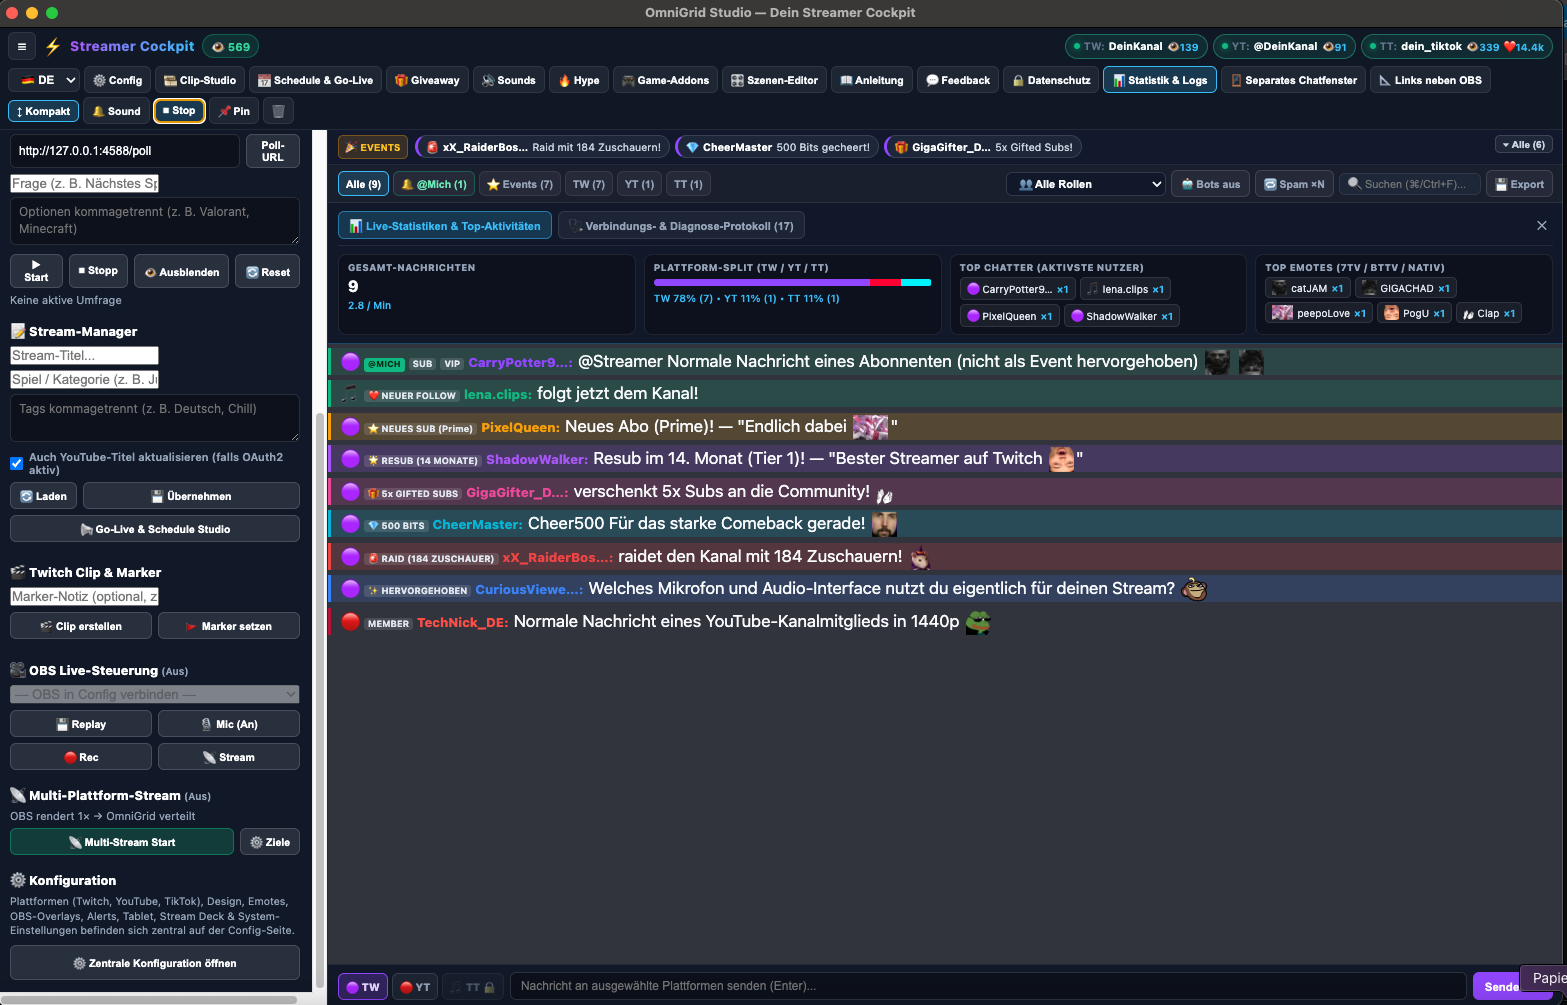 OmniGrid Studio — Dein Streamer Cockpit
Streamer Cockpit 569
TW: DeinKanal 139 YT: @DeinKanal 91 TT: dein_tiktok 339 14.4k
DE Config Clip-Studio Schedule & Go-Live Giveaway Sounds Hype Game-Addons Szenen-Editor Anleitung Feedback Datenschutz Statistik & Logs Separates Chatfenster Links neben OBS
Kompakt Sound Stop Pin
http://127.0.0.1:4588/poll
Poll-
URL
Frage (z. B. Nächstes Sp
Optionen kommagetrennt (z. B. Valorant,
Minecraft)
Start
Stopp
Ausblenden
Reset
Keine aktive Umfrage
Stream-Manager
Stream-Titel...
Spiel / Kategorie (z. B. Ju
Tags kommagetrennt (z. B. Deutsch, Chill)
Auch YouTube-Titel aktualisieren (falls OAuth2
aktiv)
Laden Übernehmen
Go-Live & Schedule Studio
Twitch Clip & Marker
Marker-Notiz (optional, z
Clip erstellen Marker setzen
OBS Live-Steuerung (Aus)
— OBS in Config verbinden —
Replay Mic (An)
Rec Stream
Multi-Plattform-Stream (Aus)
OBS rendert 1× → OmniGrid verteilt
Multi-Stream Start Ziele
Konfiguration
Plattformen (Twitch, YouTube, TikTok), Design, Emotes,
OBS-Overlays, Alerts, Tablet, Stream Deck & System-
Einstellungen befinden sich zentral auf der Config-Seite.
Zentrale Konfiguration öffnen
EVENTS xX_RaiderBos... Raid mit 184 Zuschauern! CheerMaster 500 Bits gecheert! GigaGifter_D... 5x Gifted Subs! Alle (6)
Alle (9) @Mich (1) Events (7) TW (7) YT (1) TT (1) Alle Rollen Bots aus Spam ×N Suchen (⌘/Ctrl+F)... Export
Live-Statistiken & Top-Aktivitäten Verbindungs- & Diagnose-Protokoll (17)
GESAMT-NACHRICHTEN
9
2.8 / Min
PLATTFORM-SPLIT (TW / YT / TT)
TW 78% (7) • YT 11% (1) • TT 11% (1)
TOP CHATTER (AKTIVSTE NUTZER)
CarryPotter9... ×1 lena.clips ×1
PixelQueen ×1 ShadowWalker ×1
TOP EMOTES (7TV / BTTV / NATIV)
catJAM ×1 GIGACHAD ×1
peepoLove ×1 PogU ×1 Clap ×1
@MICH SUB VIP CarryPotter9...: @Streamer Normale Nachricht eines Abonnenten (nicht als Event hervorgehoben)
NEUER FOLLOW lena.clips: folgt jetzt dem Kanal!
NEUES SUB (Prime) PixelQueen: Neues Abo (Prime)! — "Endlich dabei "
RESUB (14 MONATE) ShadowWalker: Resub im 14. Monat (Tier 1)! — "Bester Streamer auf Twitch "
5X GIFTED SUBS GigaGifter_D...: verschenkt 5x Subs an die Community!
500 BITS CheerMaster: Cheer500 Für das starke Comeback gerade!
RAID (184 ZUSCHAUER) xX_RaiderBos...: raidet den Kanal mit 184 Zuschauern!
HERVORGEHOBEN CuriousViewe...: Welches Mikrofon und Audio-Interface nutzt du eigentlich für deinen Stream?
MEMBER TechNick_DE: Normale Nachricht eines YouTube-Kanalmitglieds in 1440p
TW YT TT Nachricht an ausgewählte Plattformen senden (Enter)... Sende Papie